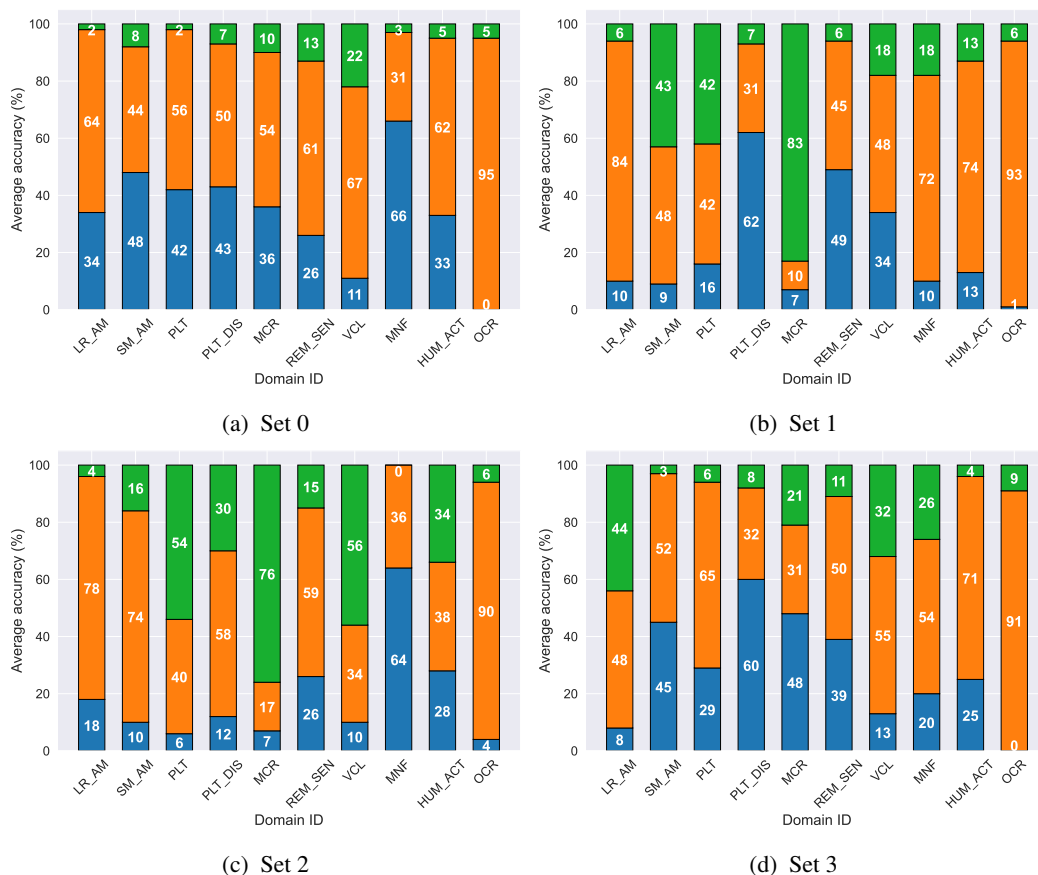 100
80
60
40
20
0
Average accuracy (%)
2 8 2 7 10 13 22 3 5 5
64 44 56 50 54 61 67 31 62 95
34 48 42 43 36 26 11 66 33 0
LR_AM SM_AM PLT PLT_DIS MCR REM_SEN VCL MNF HUM_ACT OCR
Domain ID
(a) Set 0
100
80
60
40
20
0
Average accuracy (%)
6 43 42 7 83 6 18 18 13 6
84 48 42 31 10 45 48 72 74 93
10 9 16 62 7 49 34 10 13 1
LR_AM SM_AM PLT PLT_DIS MCR REM_SEN VCL MNF HUM_ACT OCR
Domain ID
(b) Set 1
100
80
60
40
20
0
Average accuracy (%)
4 16 54 30 76 15 56 0 34 6
78 74 40 58 17 59 34 36 38 90
18 10 6 12 7 26 10 64 28 4
LR_AM SM_AM PLT PLT_DIS MCR REM_SEN VCL MNF HUM_ACT OCR
Domain ID
(c) Set 2
100
80
60
40
20
0
Average accuracy (%)
44 3 6 8 21 11 32 26 4 9
48 52 65 32 31 50 55 54 71 91
8 45 29 60 48 39 13 20 25 0
LR_AM SM_AM PLT PLT_DIS MCR REM_SEN VCL MNF HUM_ACT OCR
Domain ID
(d) Set 3